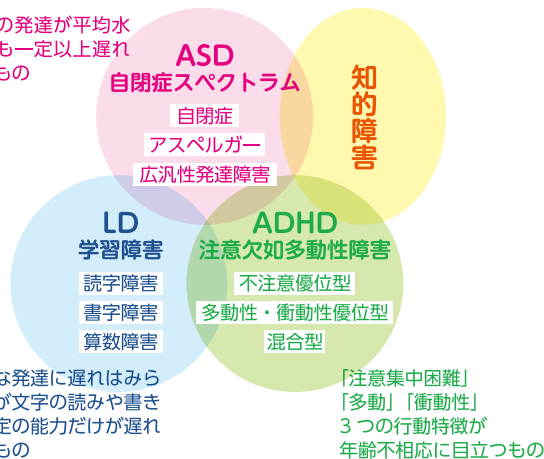 の発達が平均水
も一定以上遅れ
もの
ASD
自閉症スペクトラム
自閉症
アスペルガー
広汎性発達障害
知的障害
LD
学習障害
読字障害
書字障害
算数障害
ADHD
注意欠如多動性障害
不注意優位型
多動性・衝動性優位型
混合型
な発達に遅れはみら
が文字の読みや書き
定の能力だけが遅れ
もの
「注意集中困難」
「多動」「衝動性」
3つの行動特徴が
年齢不相応に目立つもの